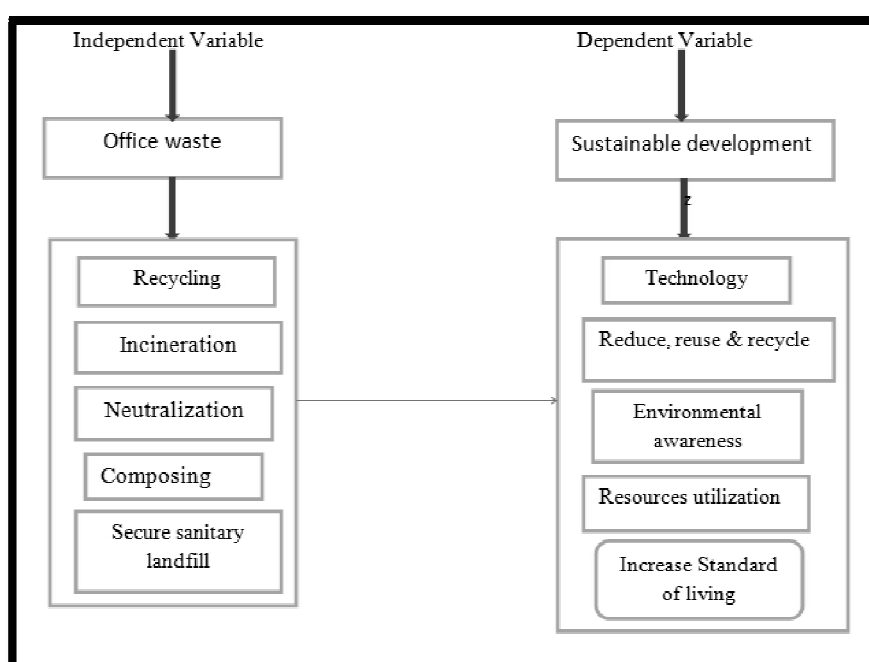 Independent Variable
Office waste
Recycling
Incineration
Neutralization
Composing
Secure sanitary
landfill
Dependent Variable
Sustainable development
z
Technology
Reduce, reuse & recycle
Environmental
awareness
Resources utilization
Increase Standard
of living